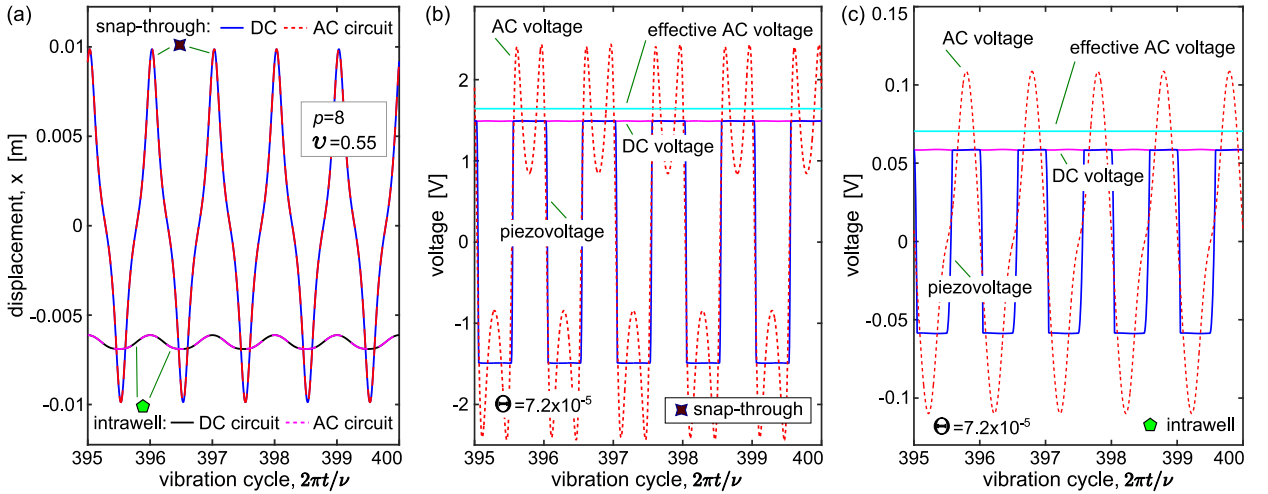 (a)
snap-through: DC AC circuit
0.01
0.005
0
-0.005
-0.01
displacement, x [m]
p=8
υ=0.55
intrawell: DC circuit AC circuit
395 396 397 398 399 400
vibration cycle, 2πt/ν
(b)
AC voltage
effective AC voltage
DC voltage
piezovoltage
2
1
0
-1
-2
voltage [V]
Θ=7.2x10⁻⁵
snap-through
395 396 397 398 399 400
vibration cycle, 2πt/ν
(c)
AC voltage
effective AC voltage
DC voltage
piezovoltage
0.15
0.1
0.05
0
-0.05
-0.1
voltage [V]
Θ=7.2x10⁻⁵
intrawell
395 396 397 398 399 400
vibration cycle, 2πt/ν